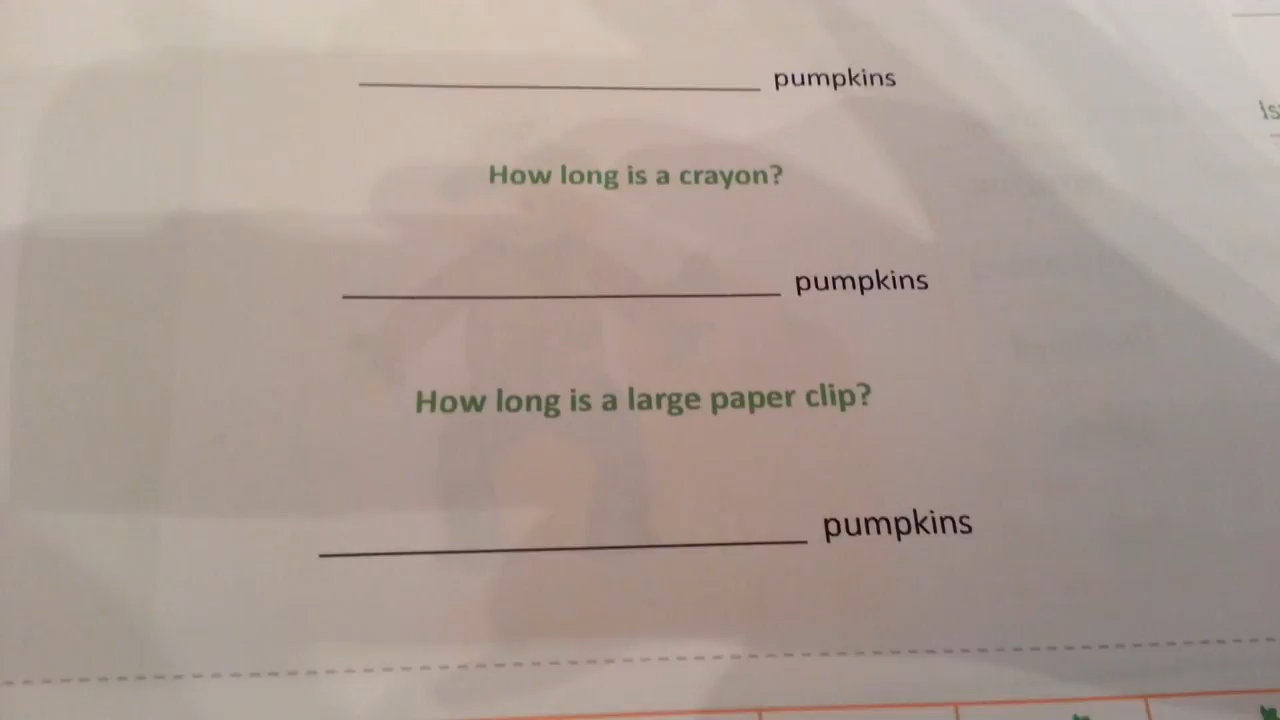 pumpkins
How long is a crayon?
pumpkins
How long is a large paper clip?
pumpkins